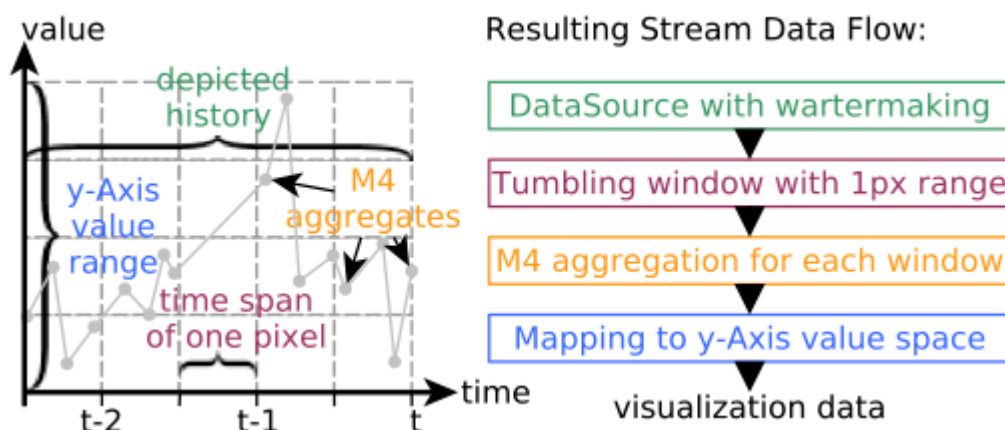 value
depicted
history
y-Axis
value
range
M4
aggregates
time span
of one pixel
time
t-2
t-1
t
Resulting Stream Data Flow:
DataSource with wartermaking
Tumbling window with 1px range
M4 aggregation for each window
Mapping to y-Axis value space
visualization data